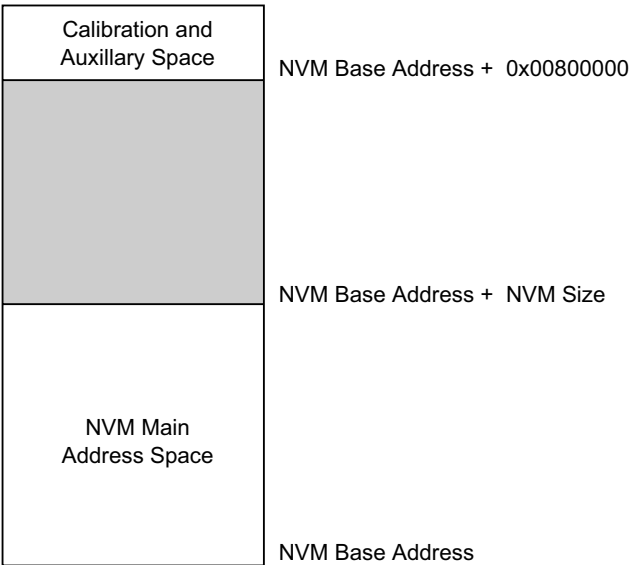 Calibration and
Auxillary Space
NVM Base Address + 0x00800000
NVM Base Address + NVM Size
NVM Main
Address Space
NVM Base Address